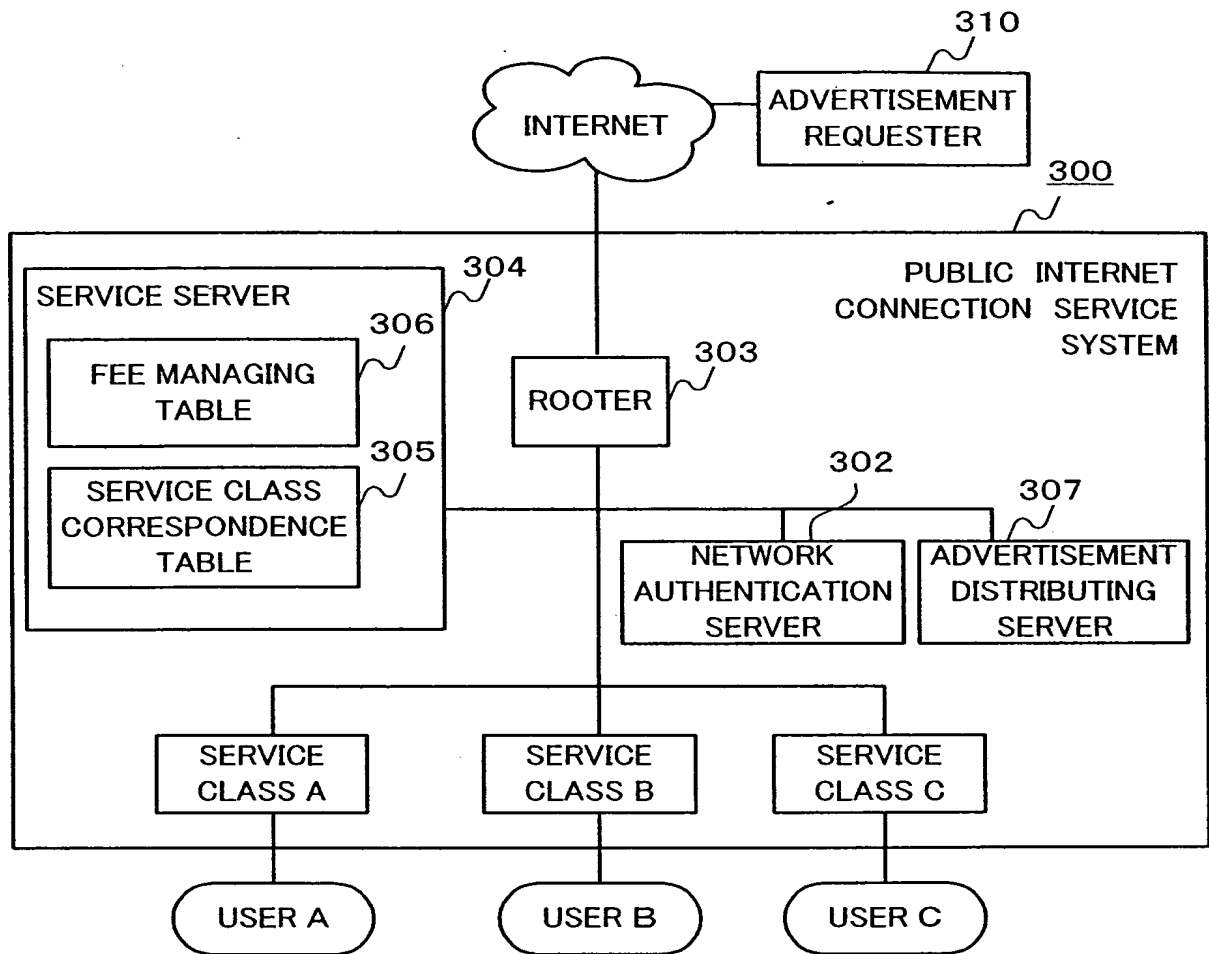 310
INTERNET
ADVERTISEMENT
REQUESTER
300
304
PUBLIC INTERNET
CONNECTION SERVICE
SYSTEM
SERVICE SERVER
306
FEE MANAGING
TABLE
303
ROOTER
305
SERVICE CLASS
CORRESPONDENCE
TABLE
302
307
NETWORK
AUTHENTICATION
SERVER
ADVERTISEMENT
DISTRIBUTING
SERVER
SERVICE
CLASS A
SERVICE
CLASS B
SERVICE
CLASS C
USER A
USER B
USER C